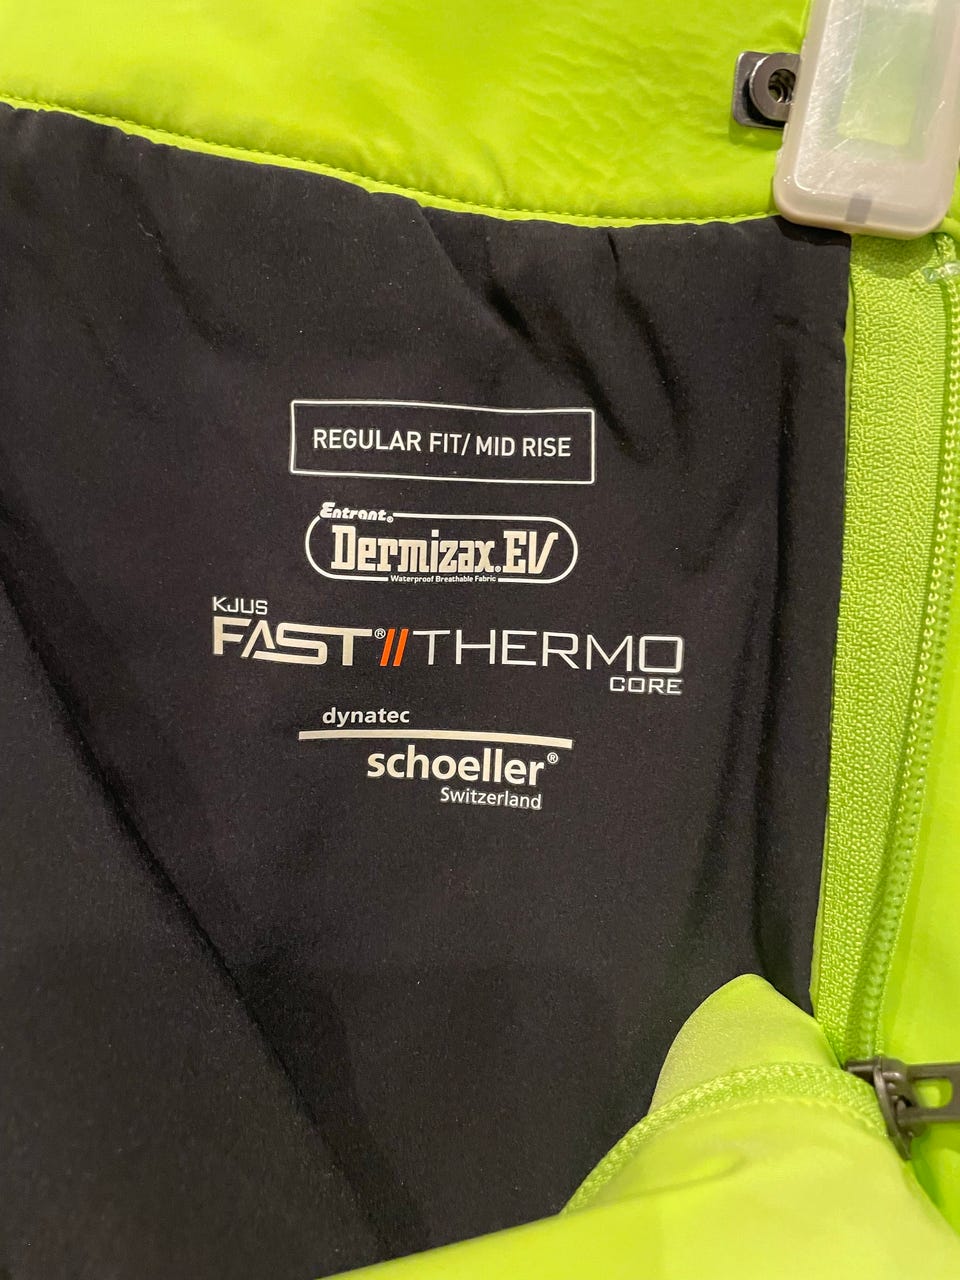 REGULAR FIT/ MID RISE
Entrant®
Dermizax®EV
Waterproof Breathable Fabric
KJUS
FAST®//THERMO
CORE
dynatec
schoeller®
Switzerland